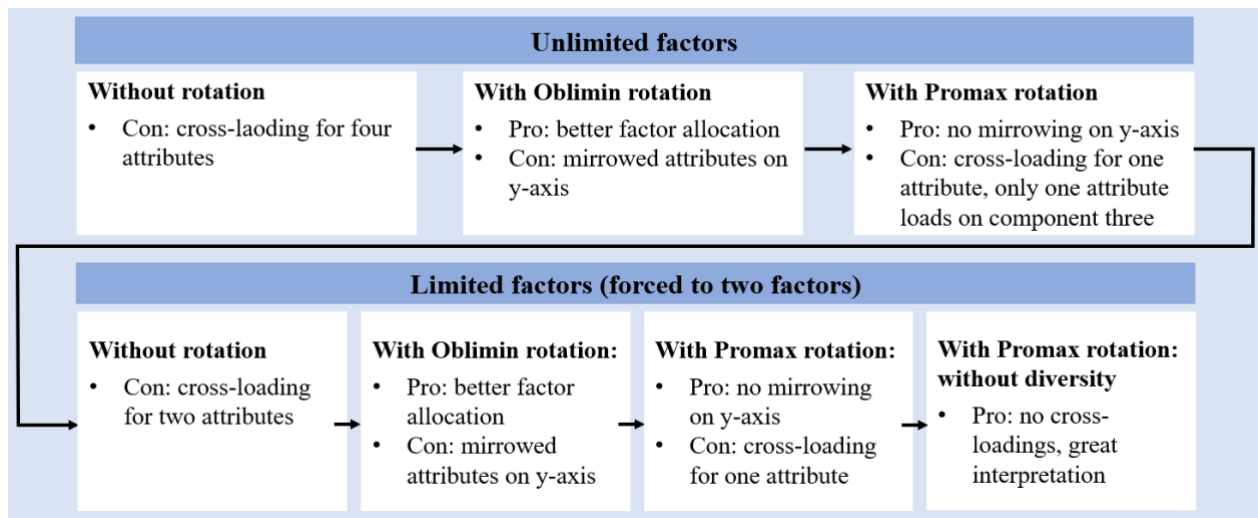 Unlimited factors
Without rotation
• Con: cross-laoding for four
attributes
With Oblimin rotation
• Pro: better factor allocation
• Con: mirrowed attributes on
y-axis
With Promax rotation
• Pro: no mirrowing on y-axis
• Con: cross-loading for one
attribute, only one attribute
loads on component three
Limited factors (forced to two factors)
Without rotation
• Con: cross-loading
for two attributes
With Oblimin rotation:
• Pro: better factor
allocation
• Con: mirrowed
attributes on y-axis
With Promax rotation:
• Pro: no mirrowing
on y-axis
• Con: cross-loading
for one attribute
With Promax rotation:
without diversity
• Pro: no cross-
loadings, great
interpretation